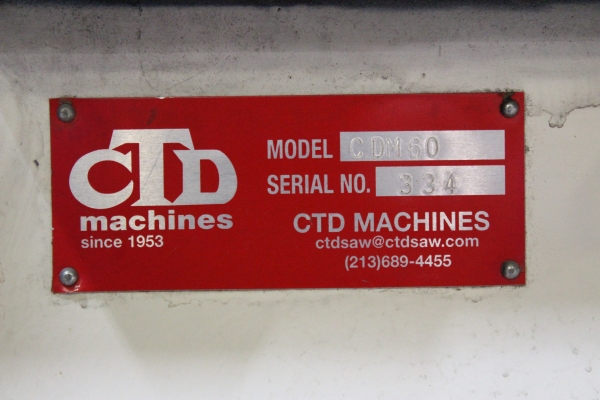 CTD
machines
since 1953
MODEL CDM60
SERIAL NO. 334
CTD MACHINES
ctdsaw@ctdsaw.com
(213)689-4455